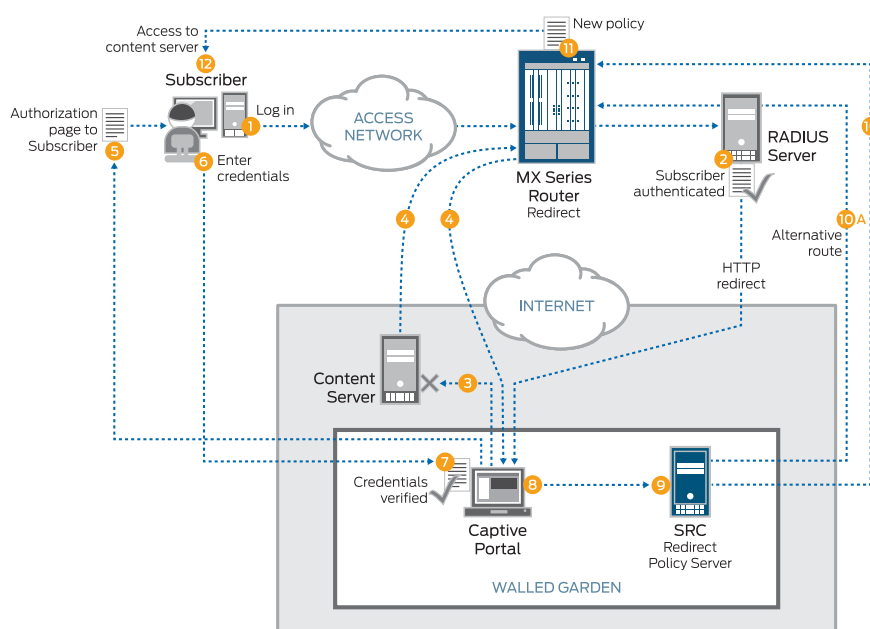 New policy
11
Access to
content server
12
Subscriber
Log in
1
Authorization
page to
Subscriber
5
6
Enter
credentials
ACCESS
NETWORK
MX Series
Router
Redirect
2
RADIUS
Server
Subscriber
authenticated
4
4
10A
Alternative
route
HTTP
redirect
INTERNET
Content
Server
3
7
Credentials
verified
8
9
Captive
Portal
SRC
Redirect
Policy Server
WALLED GARDEN